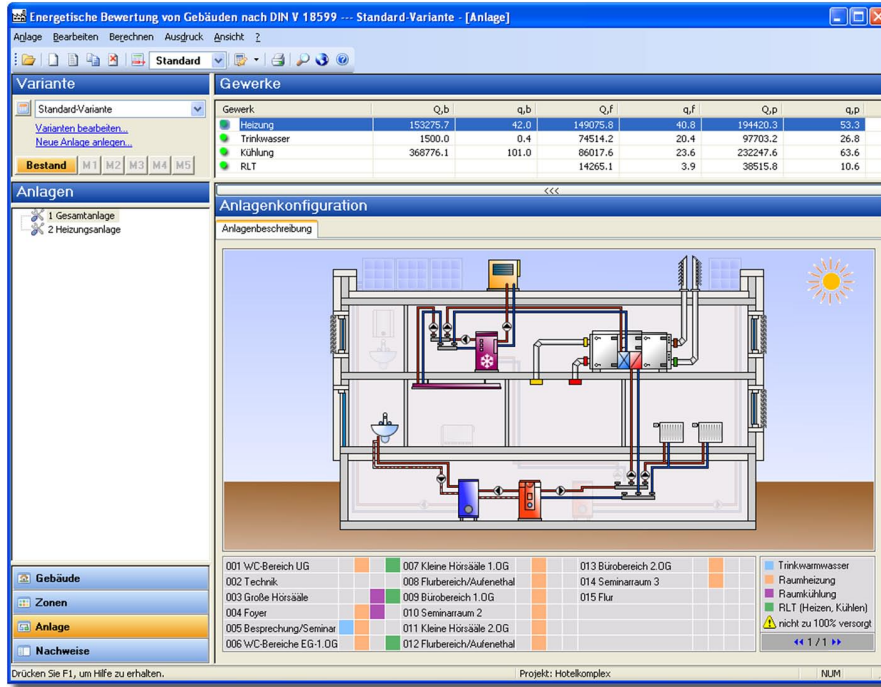 Energetische Bewertung von Gebäuden nach DIN V 18599 --- Standard-Variante - [Anlage]
Anlage Bearbeiten Berechnen Ausdruck Ansicht ?
Standard
Variante
Standard-Variante
Varianten bearbeiten...
Neue Anlage anlegen...
Bestand M1 M2 M3 M4 M5
Anlagen
1 Gesamtanlage
2 Heizungsanlage
Gebäude
Zonen
Anlage
Nachweise
Gewerke
Gewerk Q,b q,b Q,f q,f Q,p q,p
Heizung 153275.7 42.0 149075.8 40.8 194420.3 53.3
Trinkwasser 1500.0 0.4 74514.2 20.4 97703.2 26.8
Kühlung 368776.1 101.0 86017.6 23.6 232247.6 63.6
RLT 14265.1 3.9 38515.8 10.6
<<<
Anlagenkonfiguration
Anlagenbeschreibung
001 WC-Bereich UG 007 Kleine Hörsääle 1.OG 013 Bürobereich 2.OG
002 Technik 008 Flurbereich/Aufenethal 014 Seminarraum 3
003 Große Hörsääle 009 Bürobereich 1.OG 015 Flur
004 Foyer 010 Seminarraum 2
005 Besprechung/Seminar 011 Kleine Hörsääle 2.OG
006 WC-Bereiche EG-1.OG 012 Flurbereich/Aufenethal
Trinkwarmwasser
Raumheizung
Raumkühlung
RLT (Heizen, Kühlen)
nicht zu 100% versorgt
1 / 1
Drücken Sie F1, um Hilfe zu erhalten. Projekt: Hotelkomplex NUM